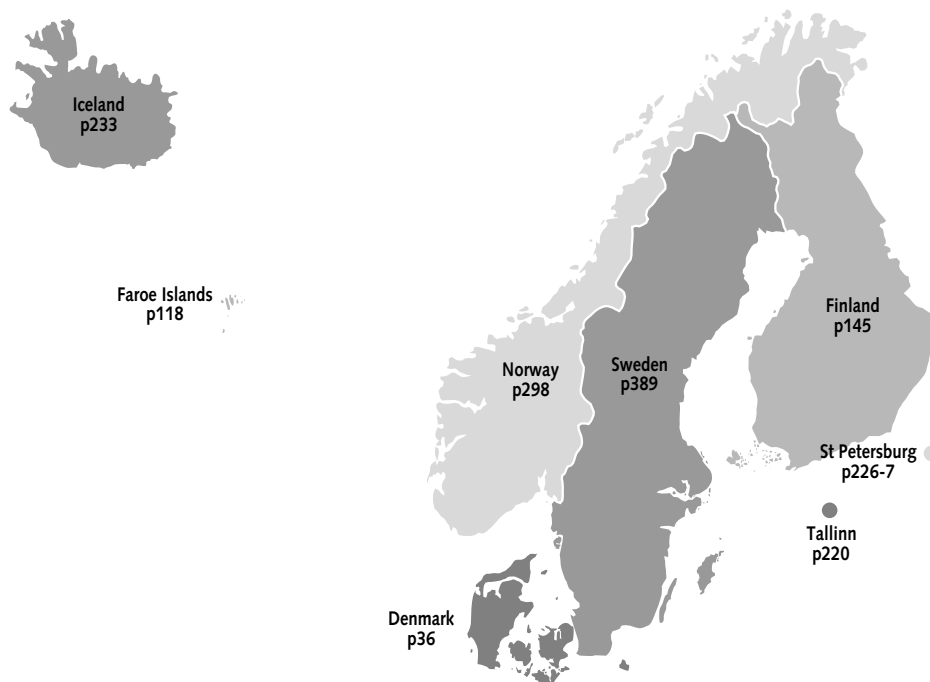 Iceland
p233
Faroe Islands
p118
Finland
p145
Norway
p298
Sweden
p389
St Petersburg
p226-7
Tallinn
p220
Denmark
p36